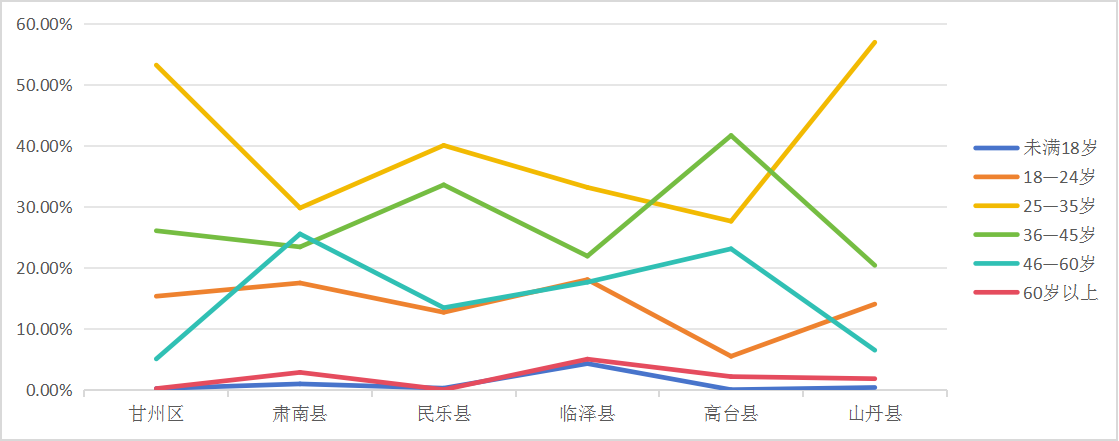 60.00%
50.00%
40.00%
30.00%
20.00%
10.00%
0.00%
甘州区 肃南县 民乐县 临泽县 高台县 山丹县
未满18岁
18—24岁
25—35岁
36—45岁
46—60岁
60岁以上